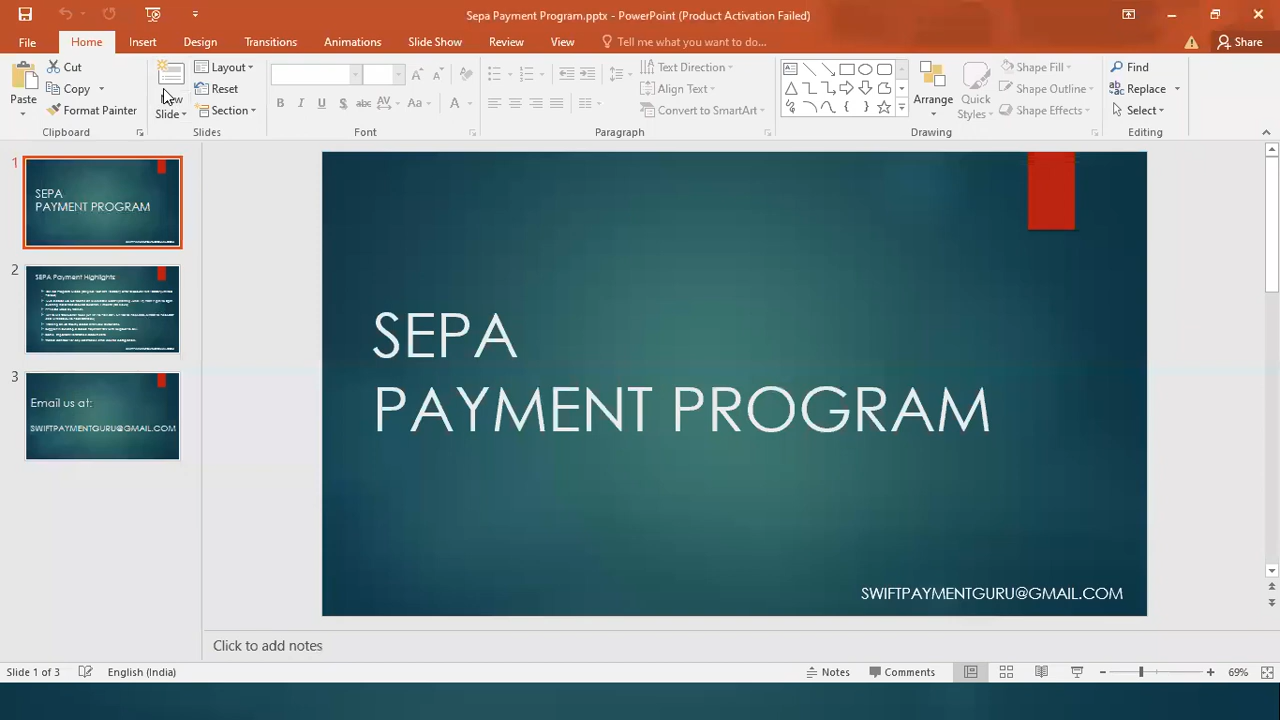 Sepa Payment Program.pptx - PowerPoint (Product Activation Failed)
File Home Insert Design Transitions Animations Slide Show Review View Tell me what you want to do... Share
Paste
Cut
Copy
Format Painter
Clipboard
New
Slide
Layout
Reset
Section
Slides
B I U S abc AV Aa A
Font
Text Direction
Align Text
Convert to SmartArt
Paragraph
Arrange
Quick
Styles
Shape Fill
Shape Outline
Shape Effects
Drawing
Find
Replace
Select
Editing
1
SEPA
PAYMENT PROGRAM
2
SEPA Payment Highlights
3
Email us at:
SWIFTPAYMENTGURU@GMAIL.COM
SEPA
PAYMENT PROGRAM
SWIFTPAYMENTGURU@GMAIL.COM
Click to add notes
Slide 1 of 3 English (India) Notes Comments 69%